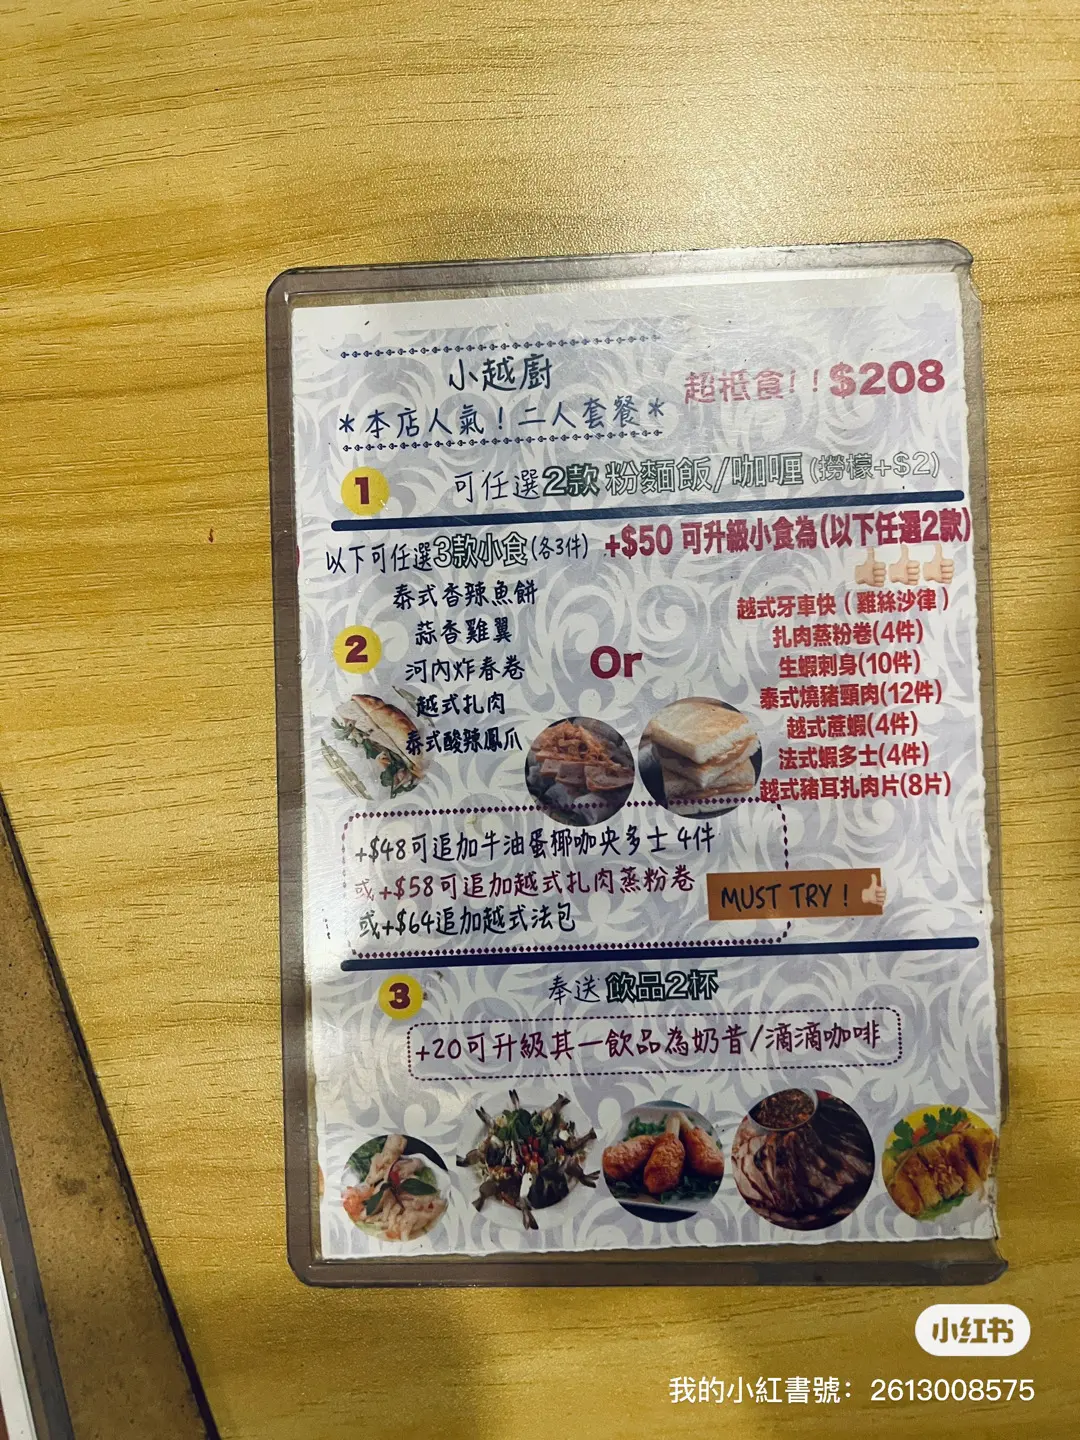 小越廚
*本店人氣！二人套餐*
超抵食！！$208
1
可任選2款粉麵飯/咖喱(撈檬+$2)
以下可任選3款小食(各3件)
+$50 可升級小食為(以下任選2款)
2
泰式香辣魚餅
蒜香雞翼
河內炸春卷
越式扎肉
泰式酸辣鳳爪
Or
越式牙車快（雞絲沙律）
扎肉蒸粉卷(4件)
生蝦刺身(10件)
泰式燒豬頸肉(12件)
越式蔗蝦(4件)
法式蝦多士(4件)
越式豬耳扎肉片(8片)
+$48可追加牛油蛋椰咖央多士 4件
或+$58可追加越式扎肉蒸粉卷
或+$64追加越式法包
MUST TRY！
3
奉送飲品2杯
+20可升級其一飲品為奶昔/滴滴咖啡
小红书
我的小紅書號：2613008575